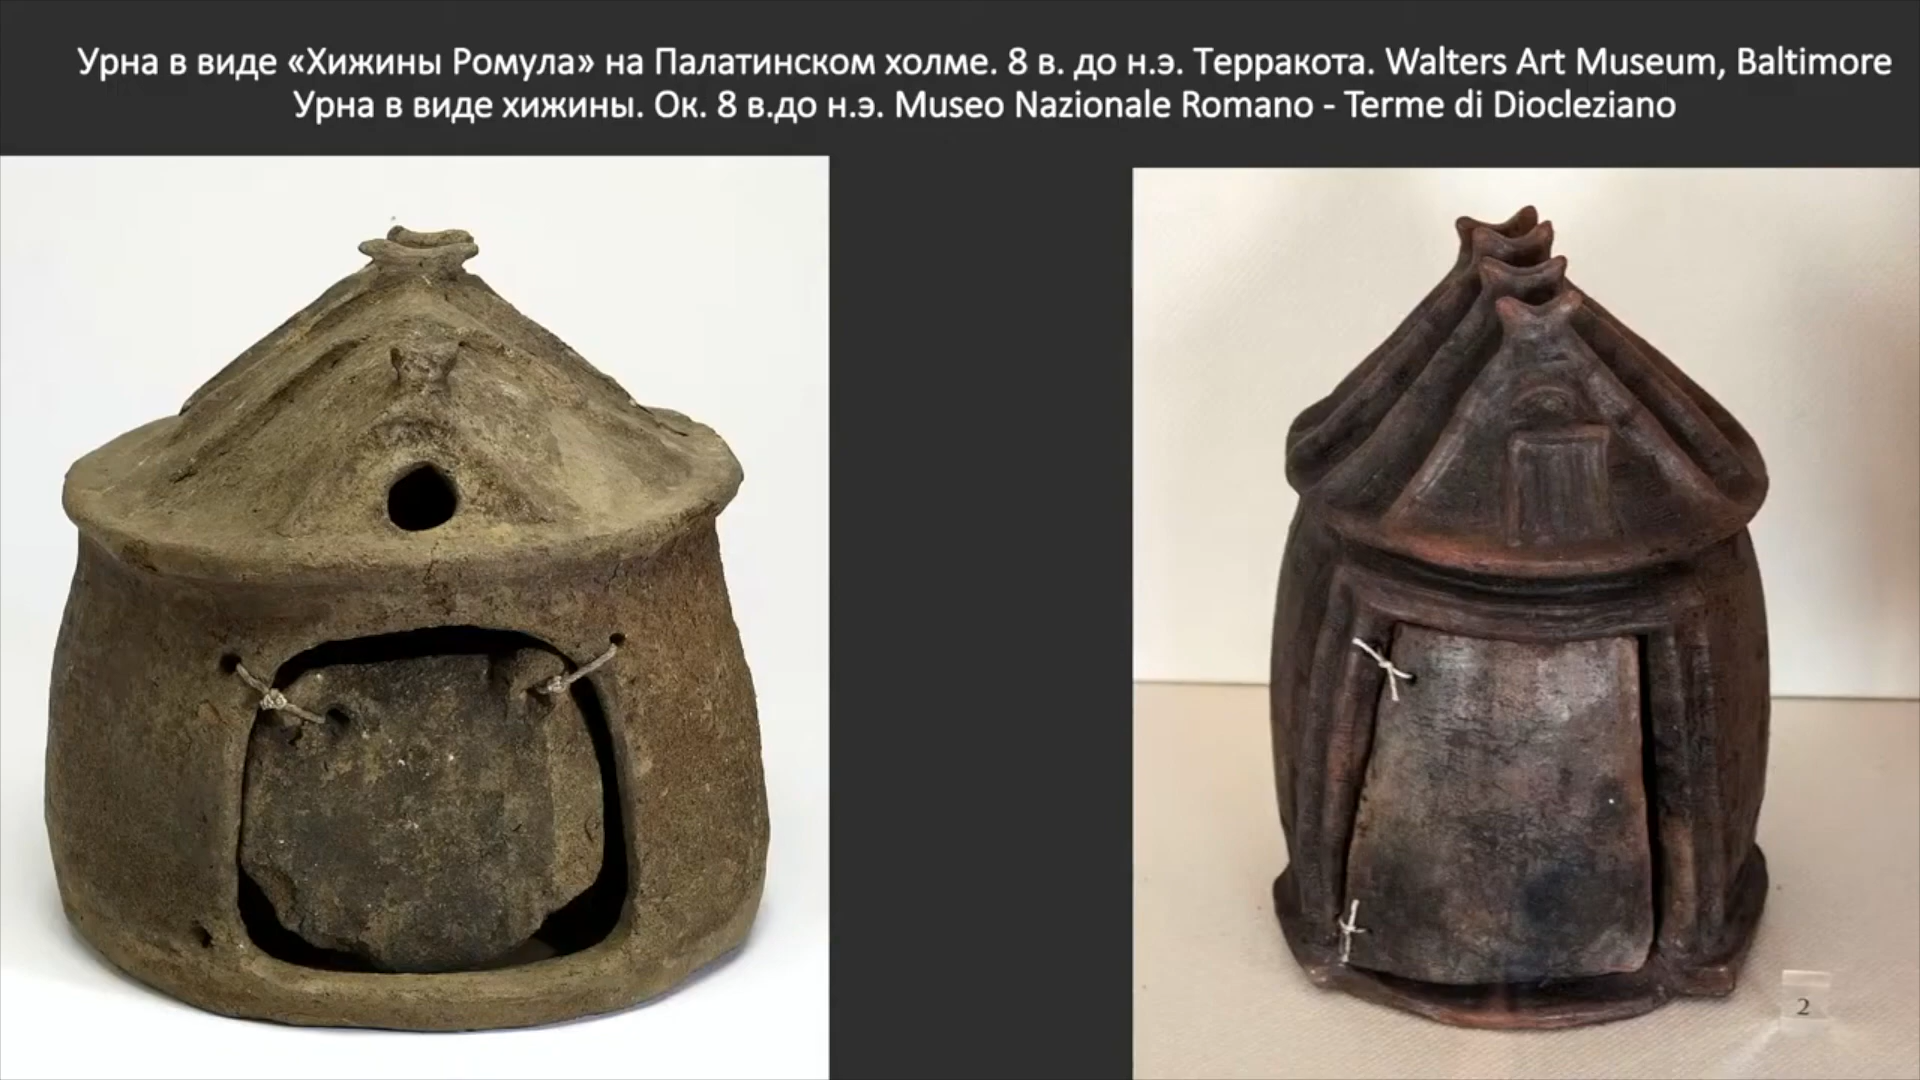 Урна в виде «Хижины Ромула» на Палатинском холме. 8 в. до н.э. Терракота. Walters Art Museum, Baltimore
Урна в виде хижины. Ок. 8 в.до н.э. Museo Nazionale Romano - Terme di Diocleziano
2